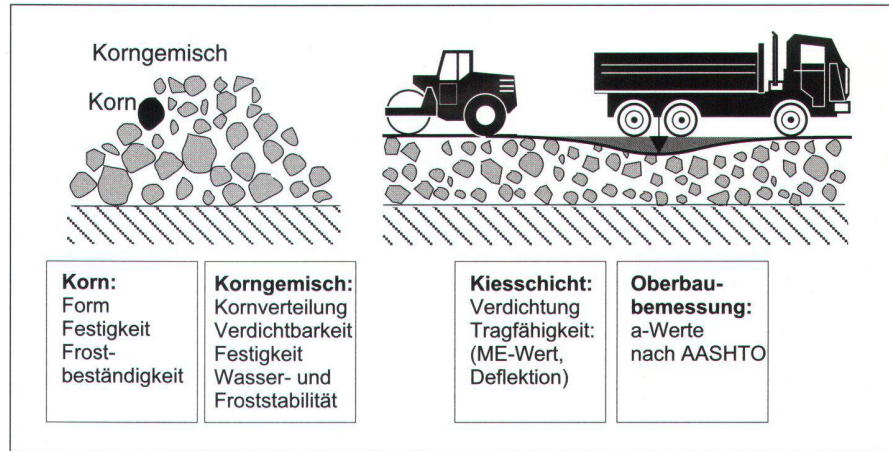 Korngemisch
Korn
Korn:
Form
Festigkeit
Frost-
beständigkeit
Korngemisch:
Kornverteilung
Verdichtbarkeit
Festigkeit
Wasser- und
Froststabilität
Kiesschicht:
Verdichtung
Tragfähigkeit:
(ME-Wert,
Deflektion)
Oberbau-
bemessung:
a-Werte
nach AASHTO